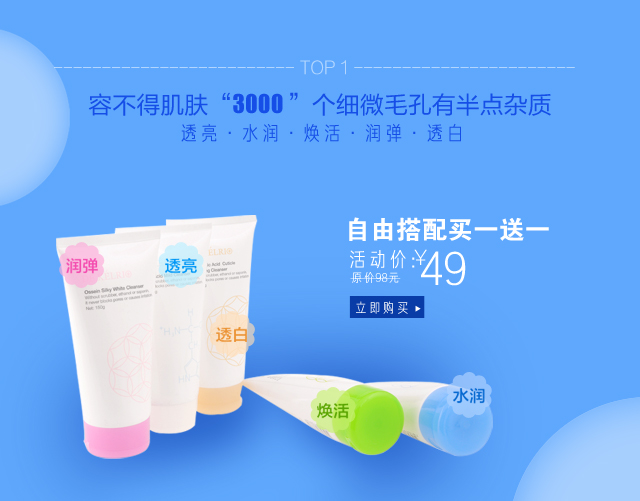 TOP 1
容不得肌肤“3000”个细微毛孔有半点杂质
透亮·水润·焕活·润弹·透白
自由搭配买一送一
活动价:¥49
原价98元
立即购买
润弹
透亮
透白
焕活
水润